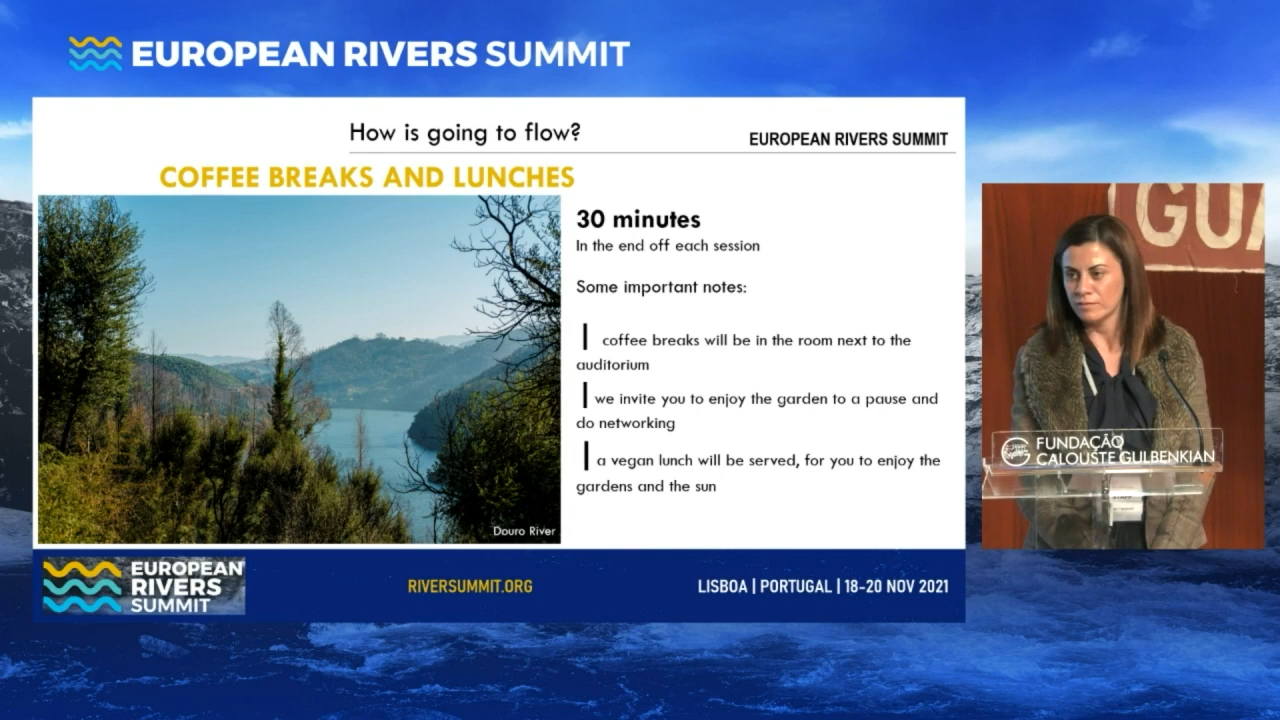 EUROPEAN RIVERS SUMMIT
How is going to flow?
EUROPEAN RIVERS SUMMIT
COFFEE BREAKS AND LUNCHES
30 minutes
In the end off each session
Some important notes:
| coffee breaks will be in the room next to the
auditorium
| we invite you to enjoy the garden to a pause and
do networking
| a vegan lunch will be served, for you to enjoy the
gardens and the sun
Douro River
GUA
FUNDAÇÃO
CALOUSTE GULBENKIAN
EUROPEAN
RIVERS
SUMMIT
RIVERSUMMIT.ORG
LISBOA | PORTUGAL | 18-20 NOV 2021